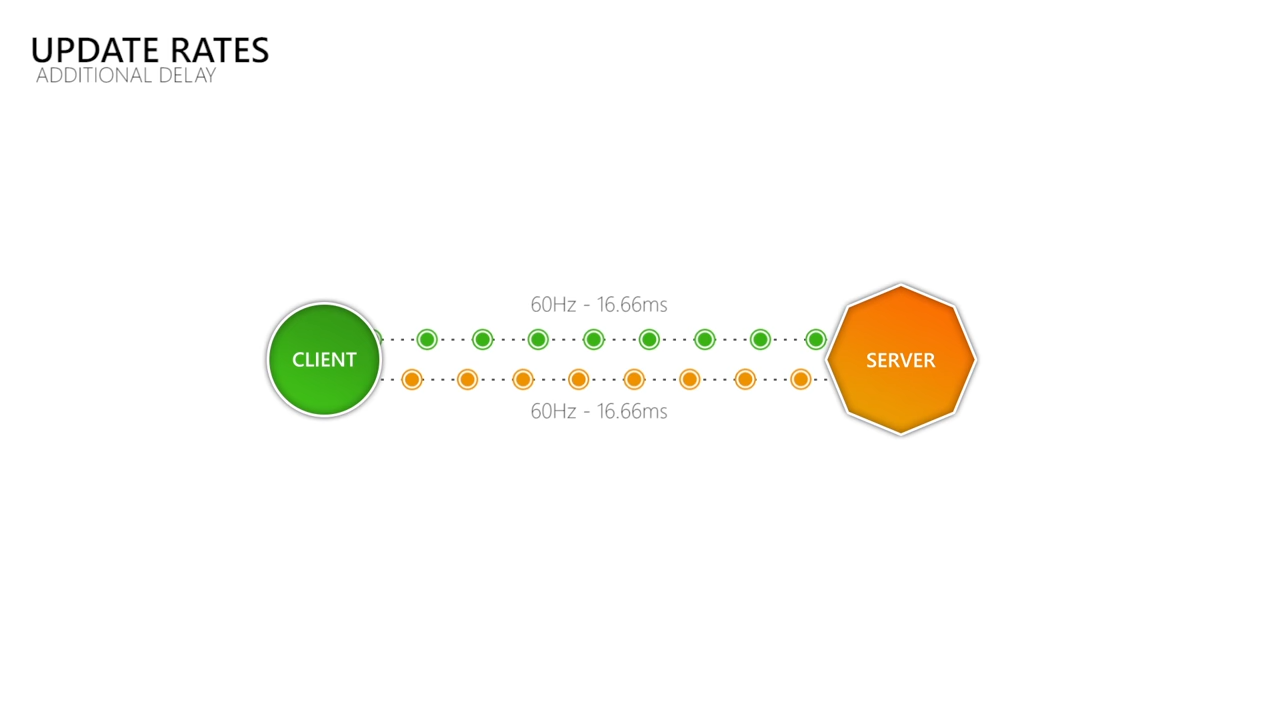 UPDATE RATES
ADDITIONAL DELAY
60Hz - 16.66ms
CLIENT
SERVER
60Hz - 16.66ms